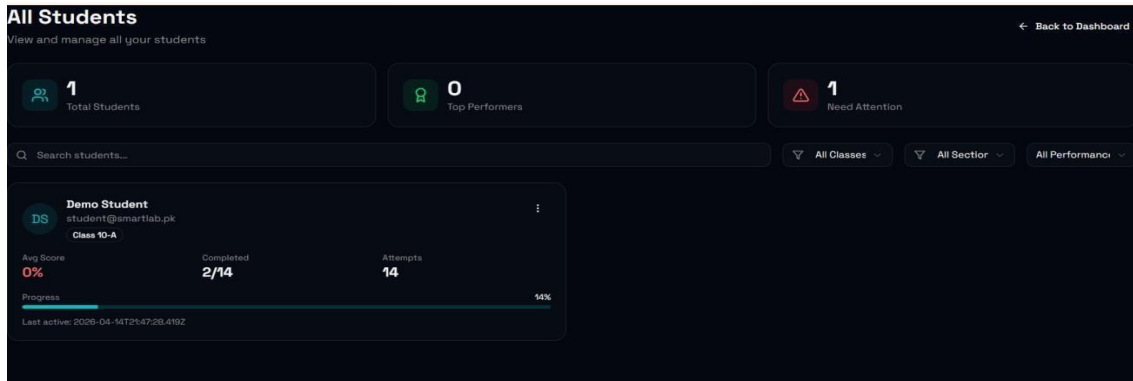 All Students
View and manage all your students
← Back to Dashboard
1
Total Students
0
Top Performers
1
Need Attention
Search students...
All Classes
All Section
All Performanc
DS
Demo Student
student@smartlab.pk
Class 10-A
Avg Score
Completed
Attempts
0%
2/14
14
Progress
14%
Last active: 2026-04-14T21:47:28.419Z